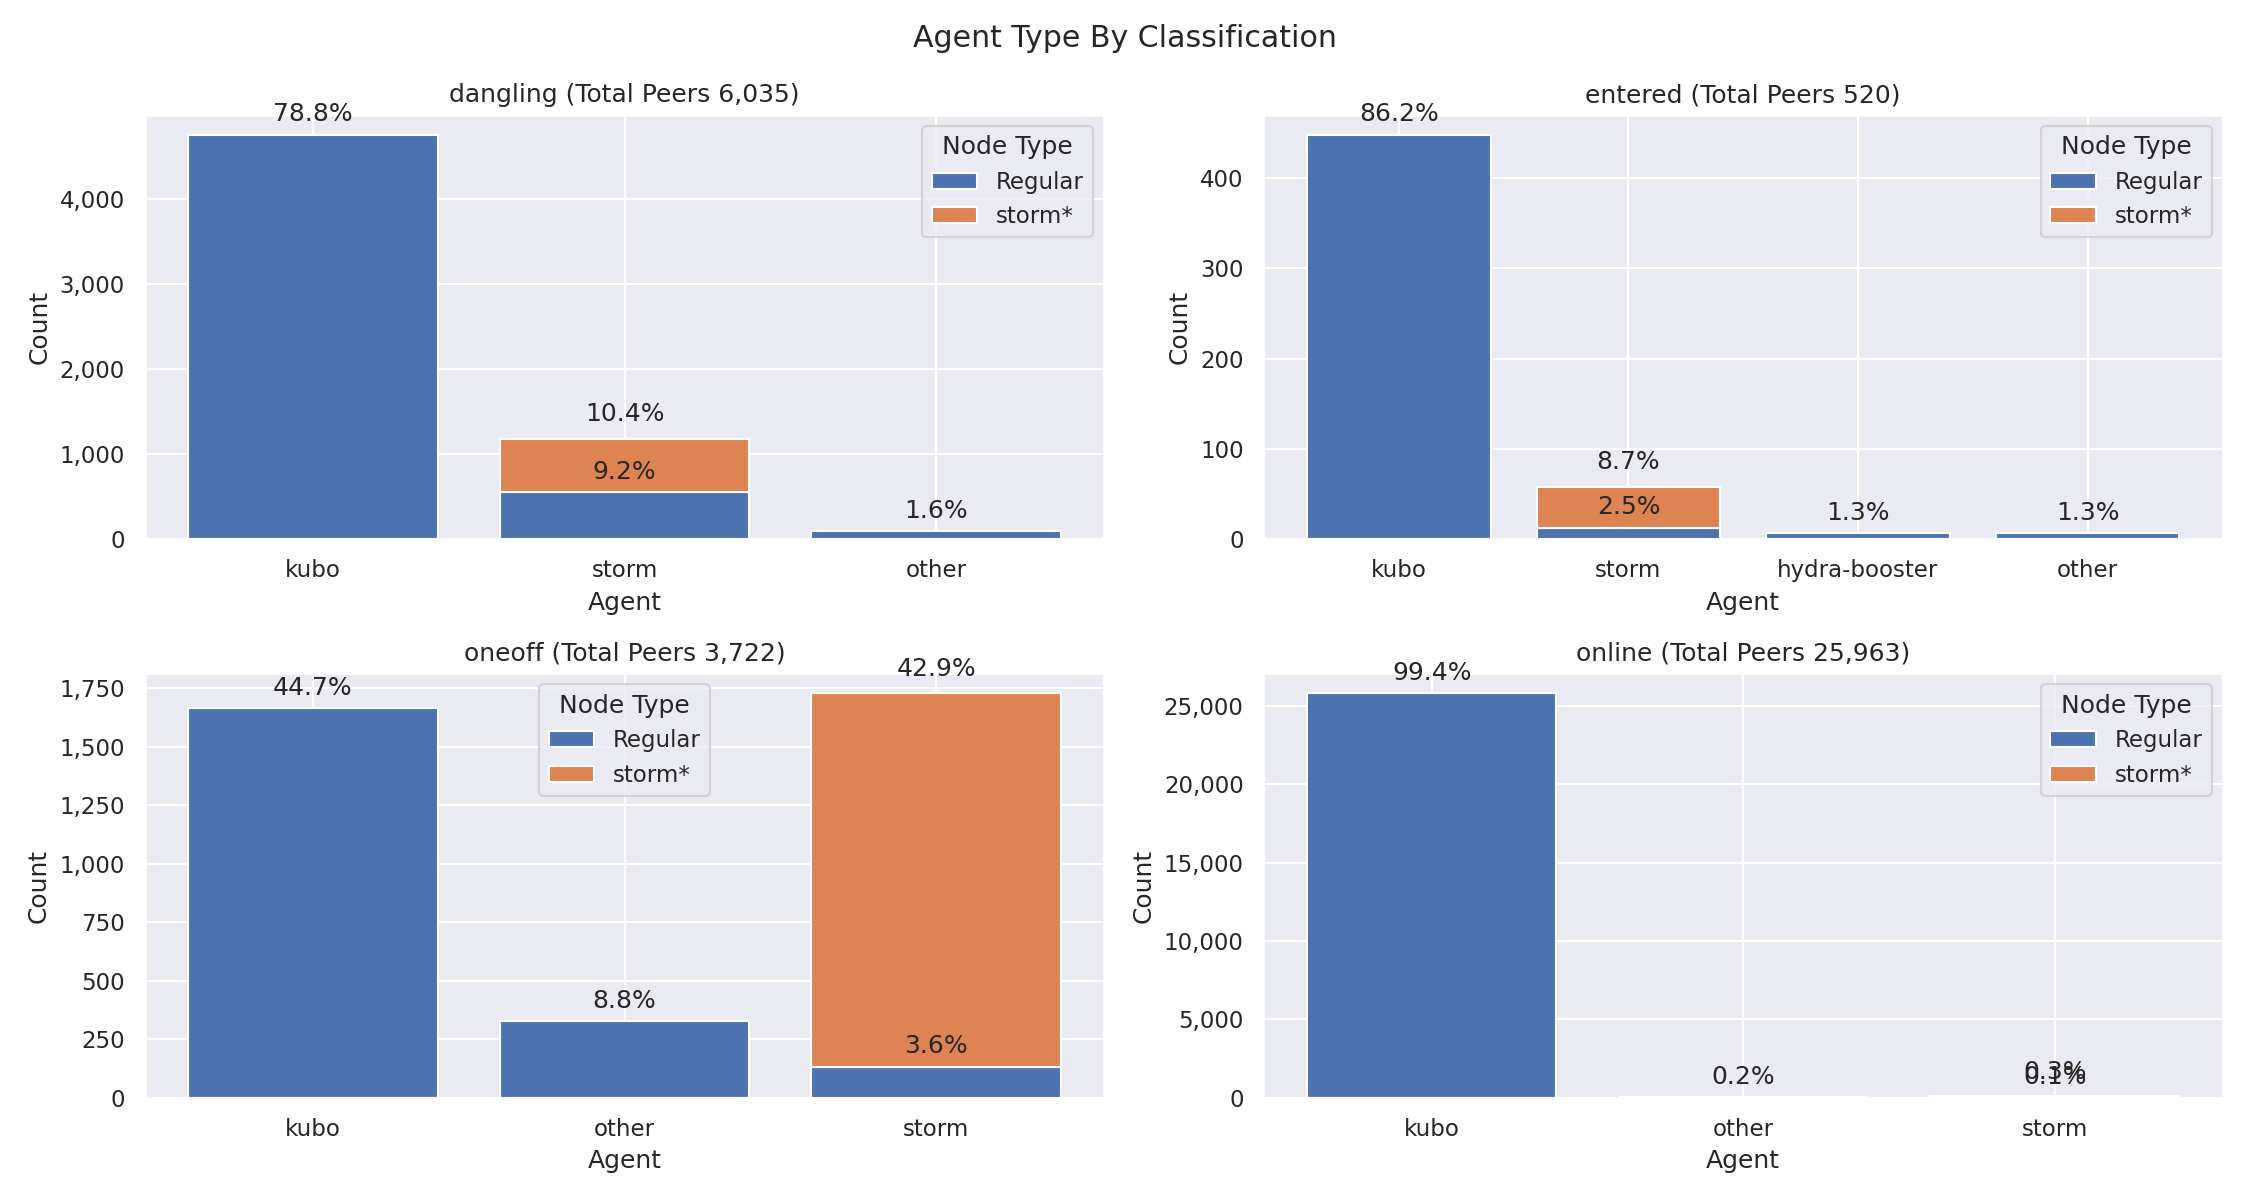 Agent Type By Classification
dangling (Total Peers 6,035)
78.8%
10.4%
9.2%
1.6%
Node Type
Regular
storm*
Count
4,000
3,000
2,000
1,000
0
kubo
storm
other
Agent
entered (Total Peers 520)
86.2%
8.7%
2.5%
1.3%
1.3%
Node Type
Regular
storm*
Count
400
300
200
100
0
kubo
storm
hydra-booster
other
Agent
oneoff (Total Peers 3,722)
44.7%
8.8%
42.9%
3.6%
Node Type
Regular
storm*
Count
1,750
1,500
1,250
1,000
750
500
250
0
kubo
other
storm
Agent
online (Total Peers 25,963)
99.4%
0.2%
0.3%
0.1%
Node Type
Regular
storm*
Count
25,000
20,000
15,000
10,000
5,000
0
kubo
other
storm
Agent